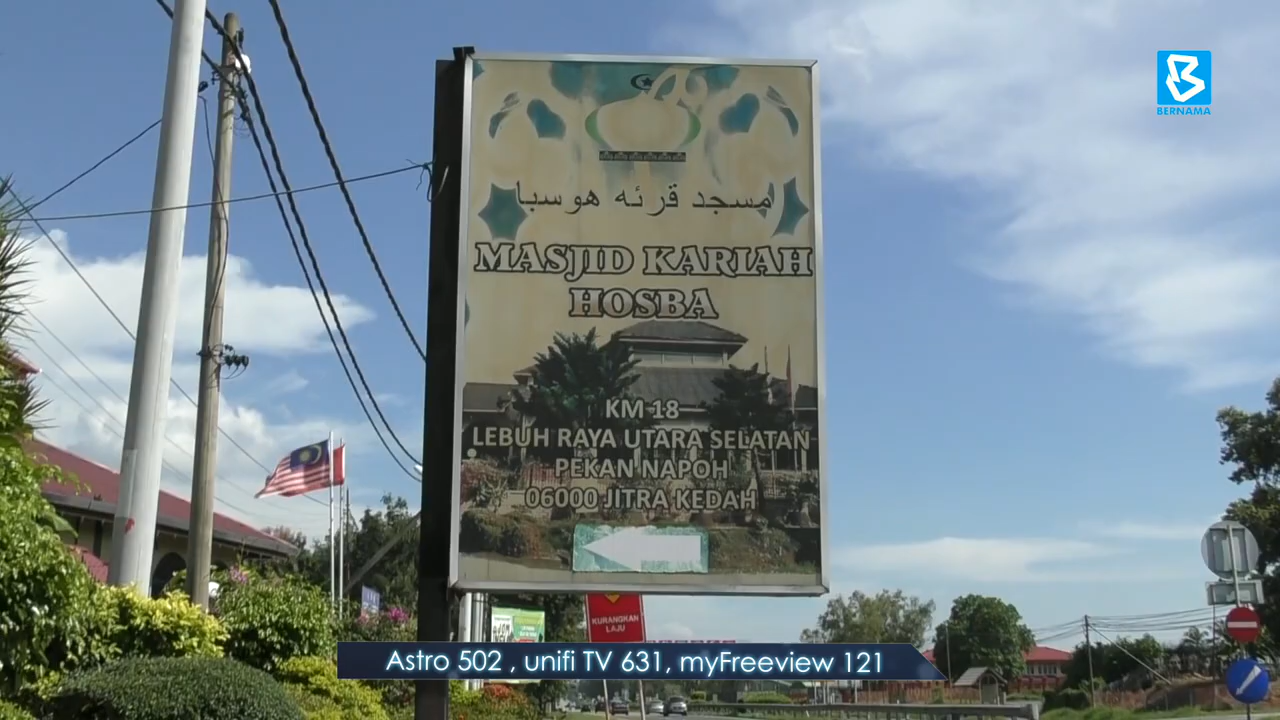 BERNAMA
مسجد قرئه هوسبا
MASJID KARIAH
HOSBA
KM 18
LEBUH RAYA UTARA SELATAN
PEKAN NAPOH
06000 JITRA KEDAH
KURANGKAN
LAJU
Astro 502 , unifi TV 631, myFreeview 121